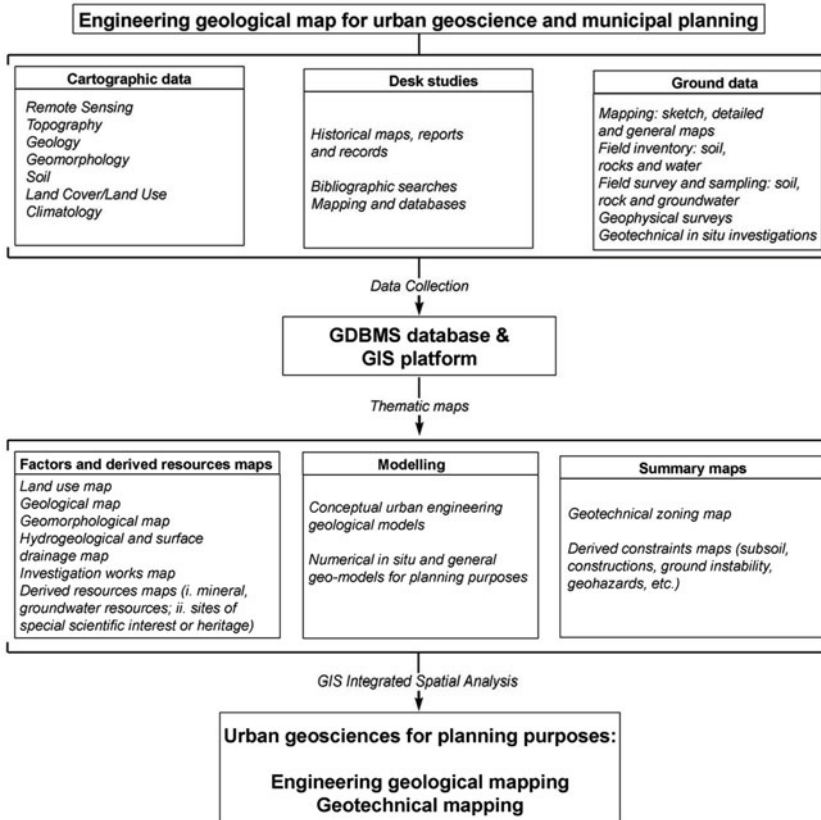 Engineering geological map for urban geoscience and municipal planning
Cartographic data
Remote Sensing
Topography
Geology
Geomorphology
Soil
Land Cover/Land Use
Climatology
Desk studies
Historical maps, reports
and records
Bibliographic searches
Mapping and databases
Ground data
Mapping: sketch, detailed
and general maps
Field inventory: soil,
rocks and water
Field survey and sampling: soil,
rock and groundwater
Geophysical surveys
Geotechnical in situ investigations
Data Collection
GDBMS database &
GIS platform
Thematic maps
Factors and derived resources maps
Land use map
Geological map
Geomorphological map
Hydrogeological and surface
drainage map
Investigation works map
Derived resources maps (i. mineral,
groundwater resources; ii. sites of
special scientific interest or heritage)
Modelling
Conceptual urban engineering
geological models
Numerical in situ and general
geo-models for planning purposes
Summary maps
Geotechnical zoning map
Derived constraints maps (subsoil,
constructions, ground instability,
geohazards, etc.)
GIS Integrated Spatial Analysis
Urban geosciences for planning purposes:
Engineering geological mapping
Geotechnical mapping